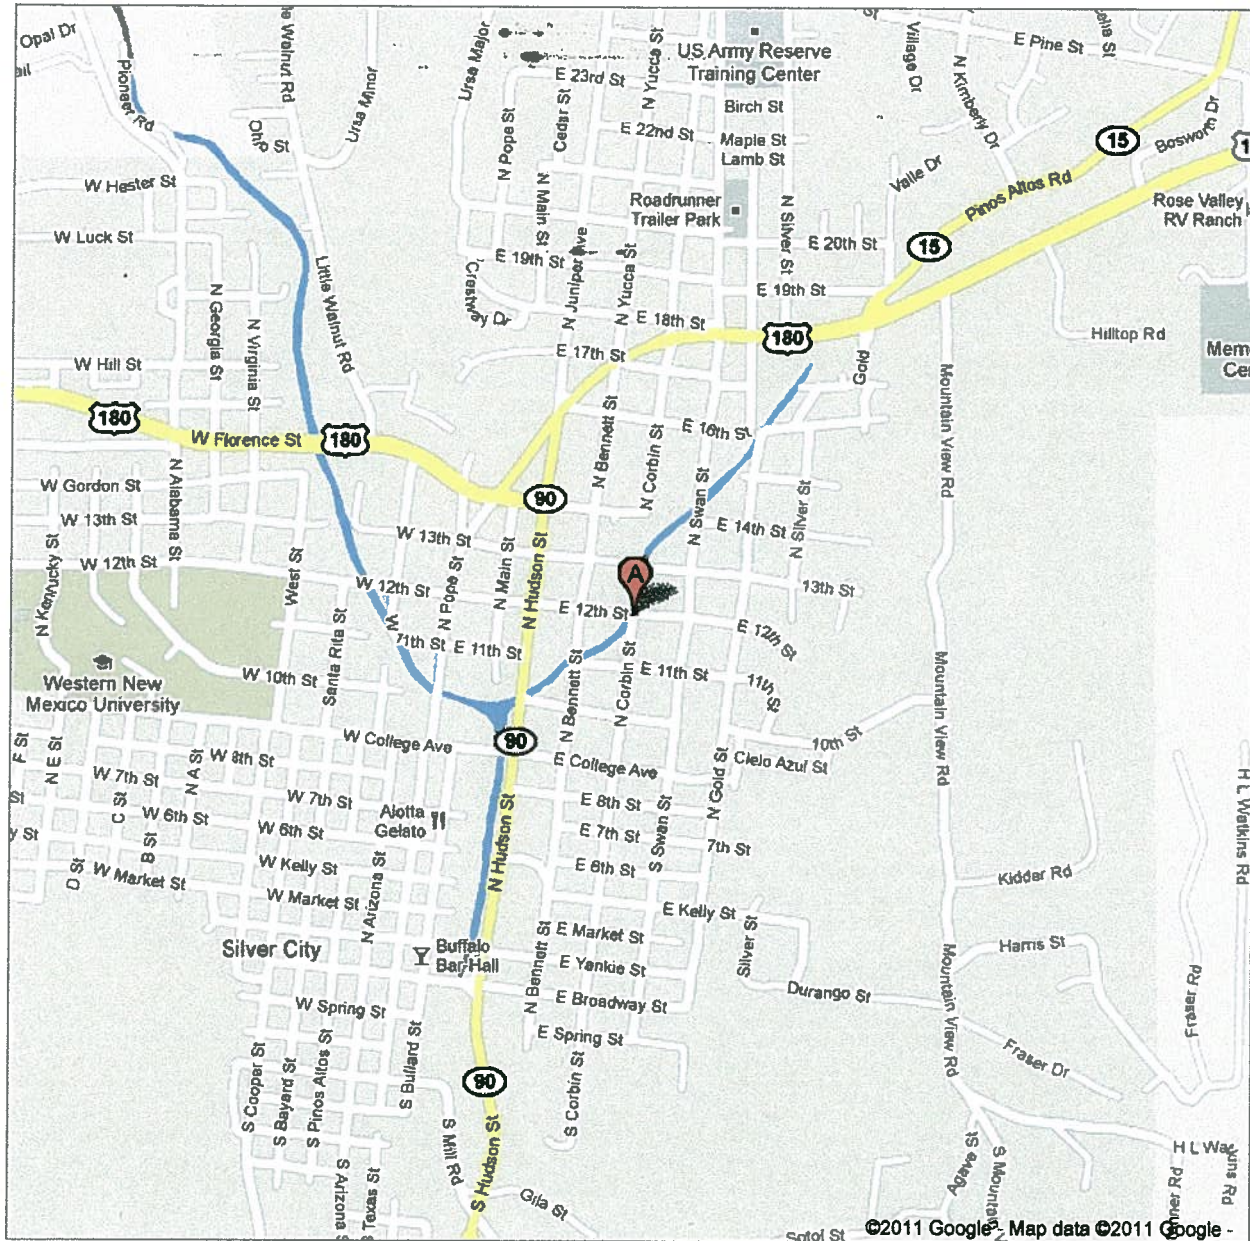 Opal Dr
Pioneer Rd
Ursa Minor
Ursa Major
N Pope St
Cedar St
E 23rd St
N Yucca St
US Army Reserve
Training Center
Birch St
E 22nd St
Maple St
Lamb St
Village Dr
N Kimberly Dr
E Pine St
Bosworth Dr
15
Valle Dr
Pinos Altos Rd
W Hester St
Roadrunner
Trailer Park
N Silver St
Rose Valley
RV Ranch
W Luck St
N Main St
E 20th St
15
E 19th St
N Juniper Ave
N Yucca St
E 19th St
Little Walnut Rd
N Georgia St
N Virginia St
Crestway Dr
E 18th St
180
Hilltop Rd
W Hill St
E 17th St
Gold
Mountain View Rd
180
W Florence St
180
N Bennett St
N Corbin St
E 16th St
N Alabama St
W Gordon St
90
N Swan St
N Silver St
W 13th St
W 13th St
E 14th St
W 12th St
N Kentucky St
West St
W 12th St
N Pope St
N Main St
N Hudson St
A
13th St
E 12th St
E 12th St
Santa Rita St
E 11th St
E 11th St
11th St
Western New
Mexico University
W 10th St
N Bennett St
N Corbin St
Mountain View Rd
10th St
W College Ave
90
E College Ave
Cielo Azul St
F St
N E St
N A St
W 8th St
W 7th St
W 7th St
C St
W 6th St
W 6th St
B St
D St
Alotta
Gelato
N Hudson St
E 8th St
N Gold St
E 7th St
7th St
S Swan St
E 6th St
H L Watkins Rd
W Kelly St
W Market St
W Market St
N Arizona St
Kidder Rd
E Kelly St
Silver St
Silver City
Buffalo
Bar Hall
N Bennett St
E Market St
E Yankie St
Harris St
Durango St
W Spring St
E Broadway St
Mountain View Rd
Fraser Rd
E Spring St
Fraser Dr
S Cooper St
S Bayard St
S Pinos Altos St
S Bullard St
90
S Corbin St
S Mill Rd
S Hudson St
S Arizona
S Texas St
Gila St
Agave St
S Mountain
Sotol St
©2011 Google - Map data ©2011 Google -